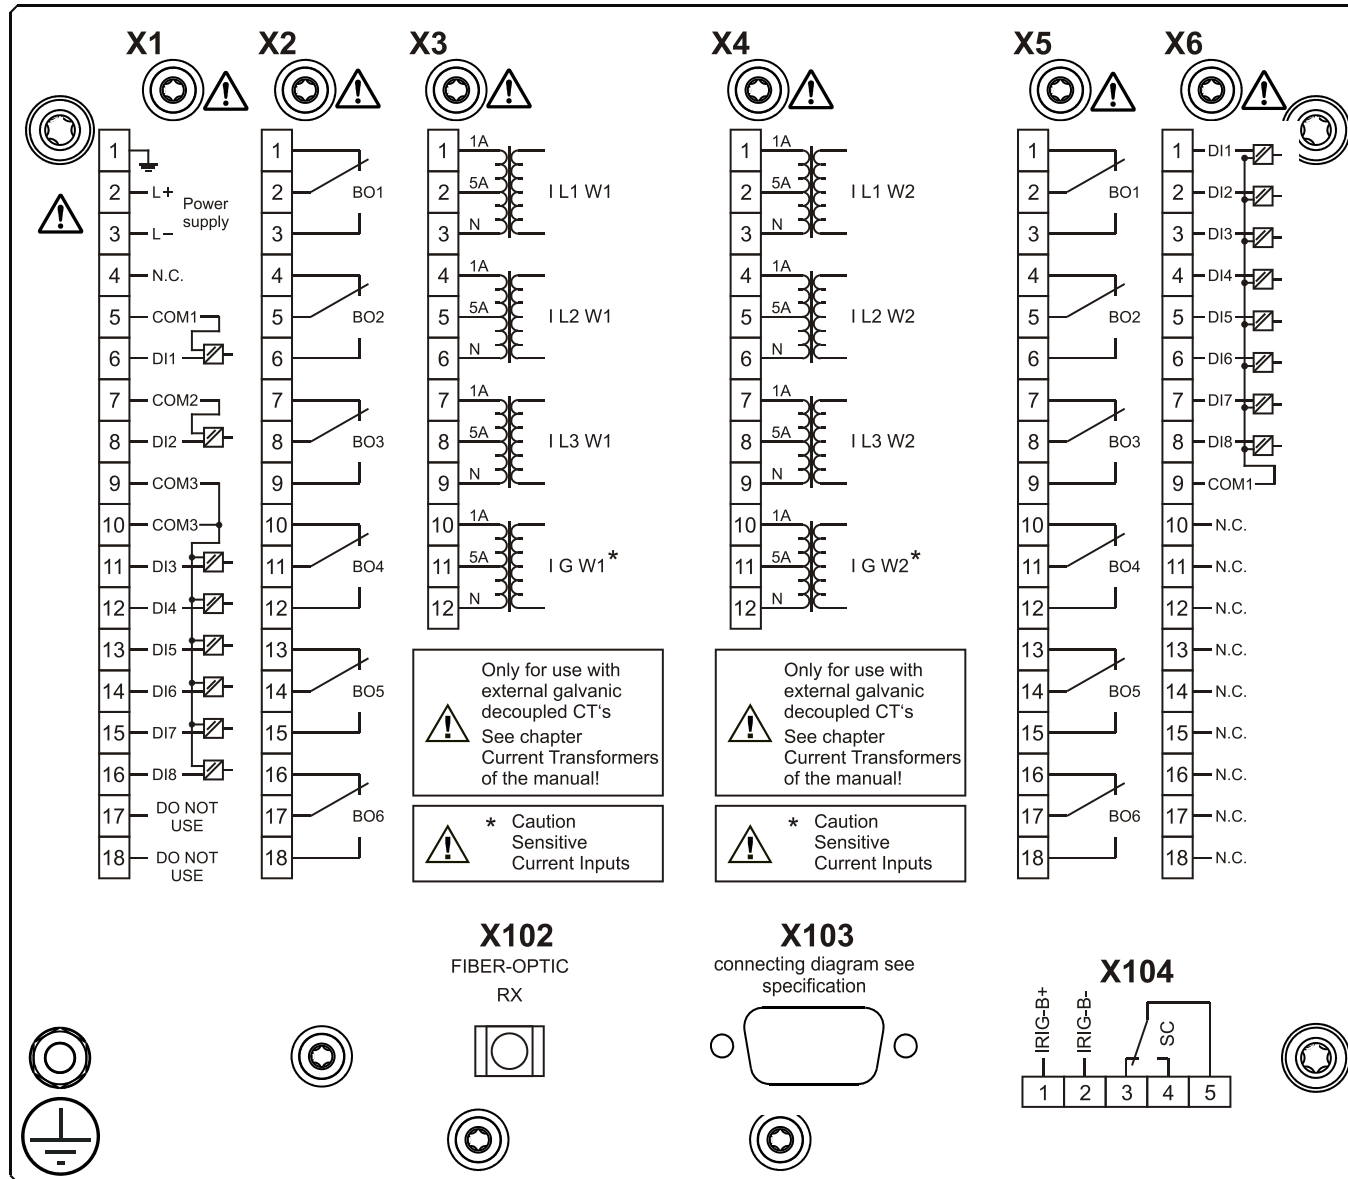 X1
1
2 L+ Power
supply
3 L−
4 N.C.
5 COM1
6 DI1
7 COM2
8 DI2
9 COM3
10 COM3
11 DI3
12 DI4
13 DI5
14 DI6
15 DI7
16 DI8
17 DO NOT
USE
18 DO NOT
USE
X2
1
2 BO1
3
4
5 BO2
6
7
8 BO3
9
10
11 BO4
12
13
14 BO5
15
16
17 BO6
18
X3
1 1A
2 5A I L1 W1
3 N
4 1A
5 5A I L2 W1
6 N
7 1A
8 5A I L3 W1
9 N
10 1A
11 5A I G W1*
12 N
Only for use with
external galvanic
decoupled CT‘s
See chapter
Current Transformers
of the manual!
* Caution
Sensitive
Current Inputs
X4
1 1A
2 5A I L1 W2
3 N
4 1A
5 5A I L2 W2
6 N
7 1A
8 5A I L3 W2
9 N
10 1A
11 5A I G W2*
12 N
Only for use with
external galvanic
decoupled CT‘s
See chapter
Current Transformers
of the manual!
* Caution
Sensitive
Current Inputs
X5
1
2 BO1
3
4
5 BO2
6
7
8 BO3
9
10
11 BO4
12
13
14 BO5
15
16
17 BO6
18
X6
1 DI1
2 DI2
3 DI3
4 DI4
5 DI5
6 DI6
7 DI7
8 DI8
9 COM1
10 N.C.
11 N.C.
12 N.C.
13 N.C.
14 N.C.
15 N.C.
16 N.C.
17 N.C.
18 N.C.
X102
FIBER-OPTIC
RX
X103
connecting diagram see
specification
X104
IRIG-B+
IRIG-B-
SC
1 2 3 4 5